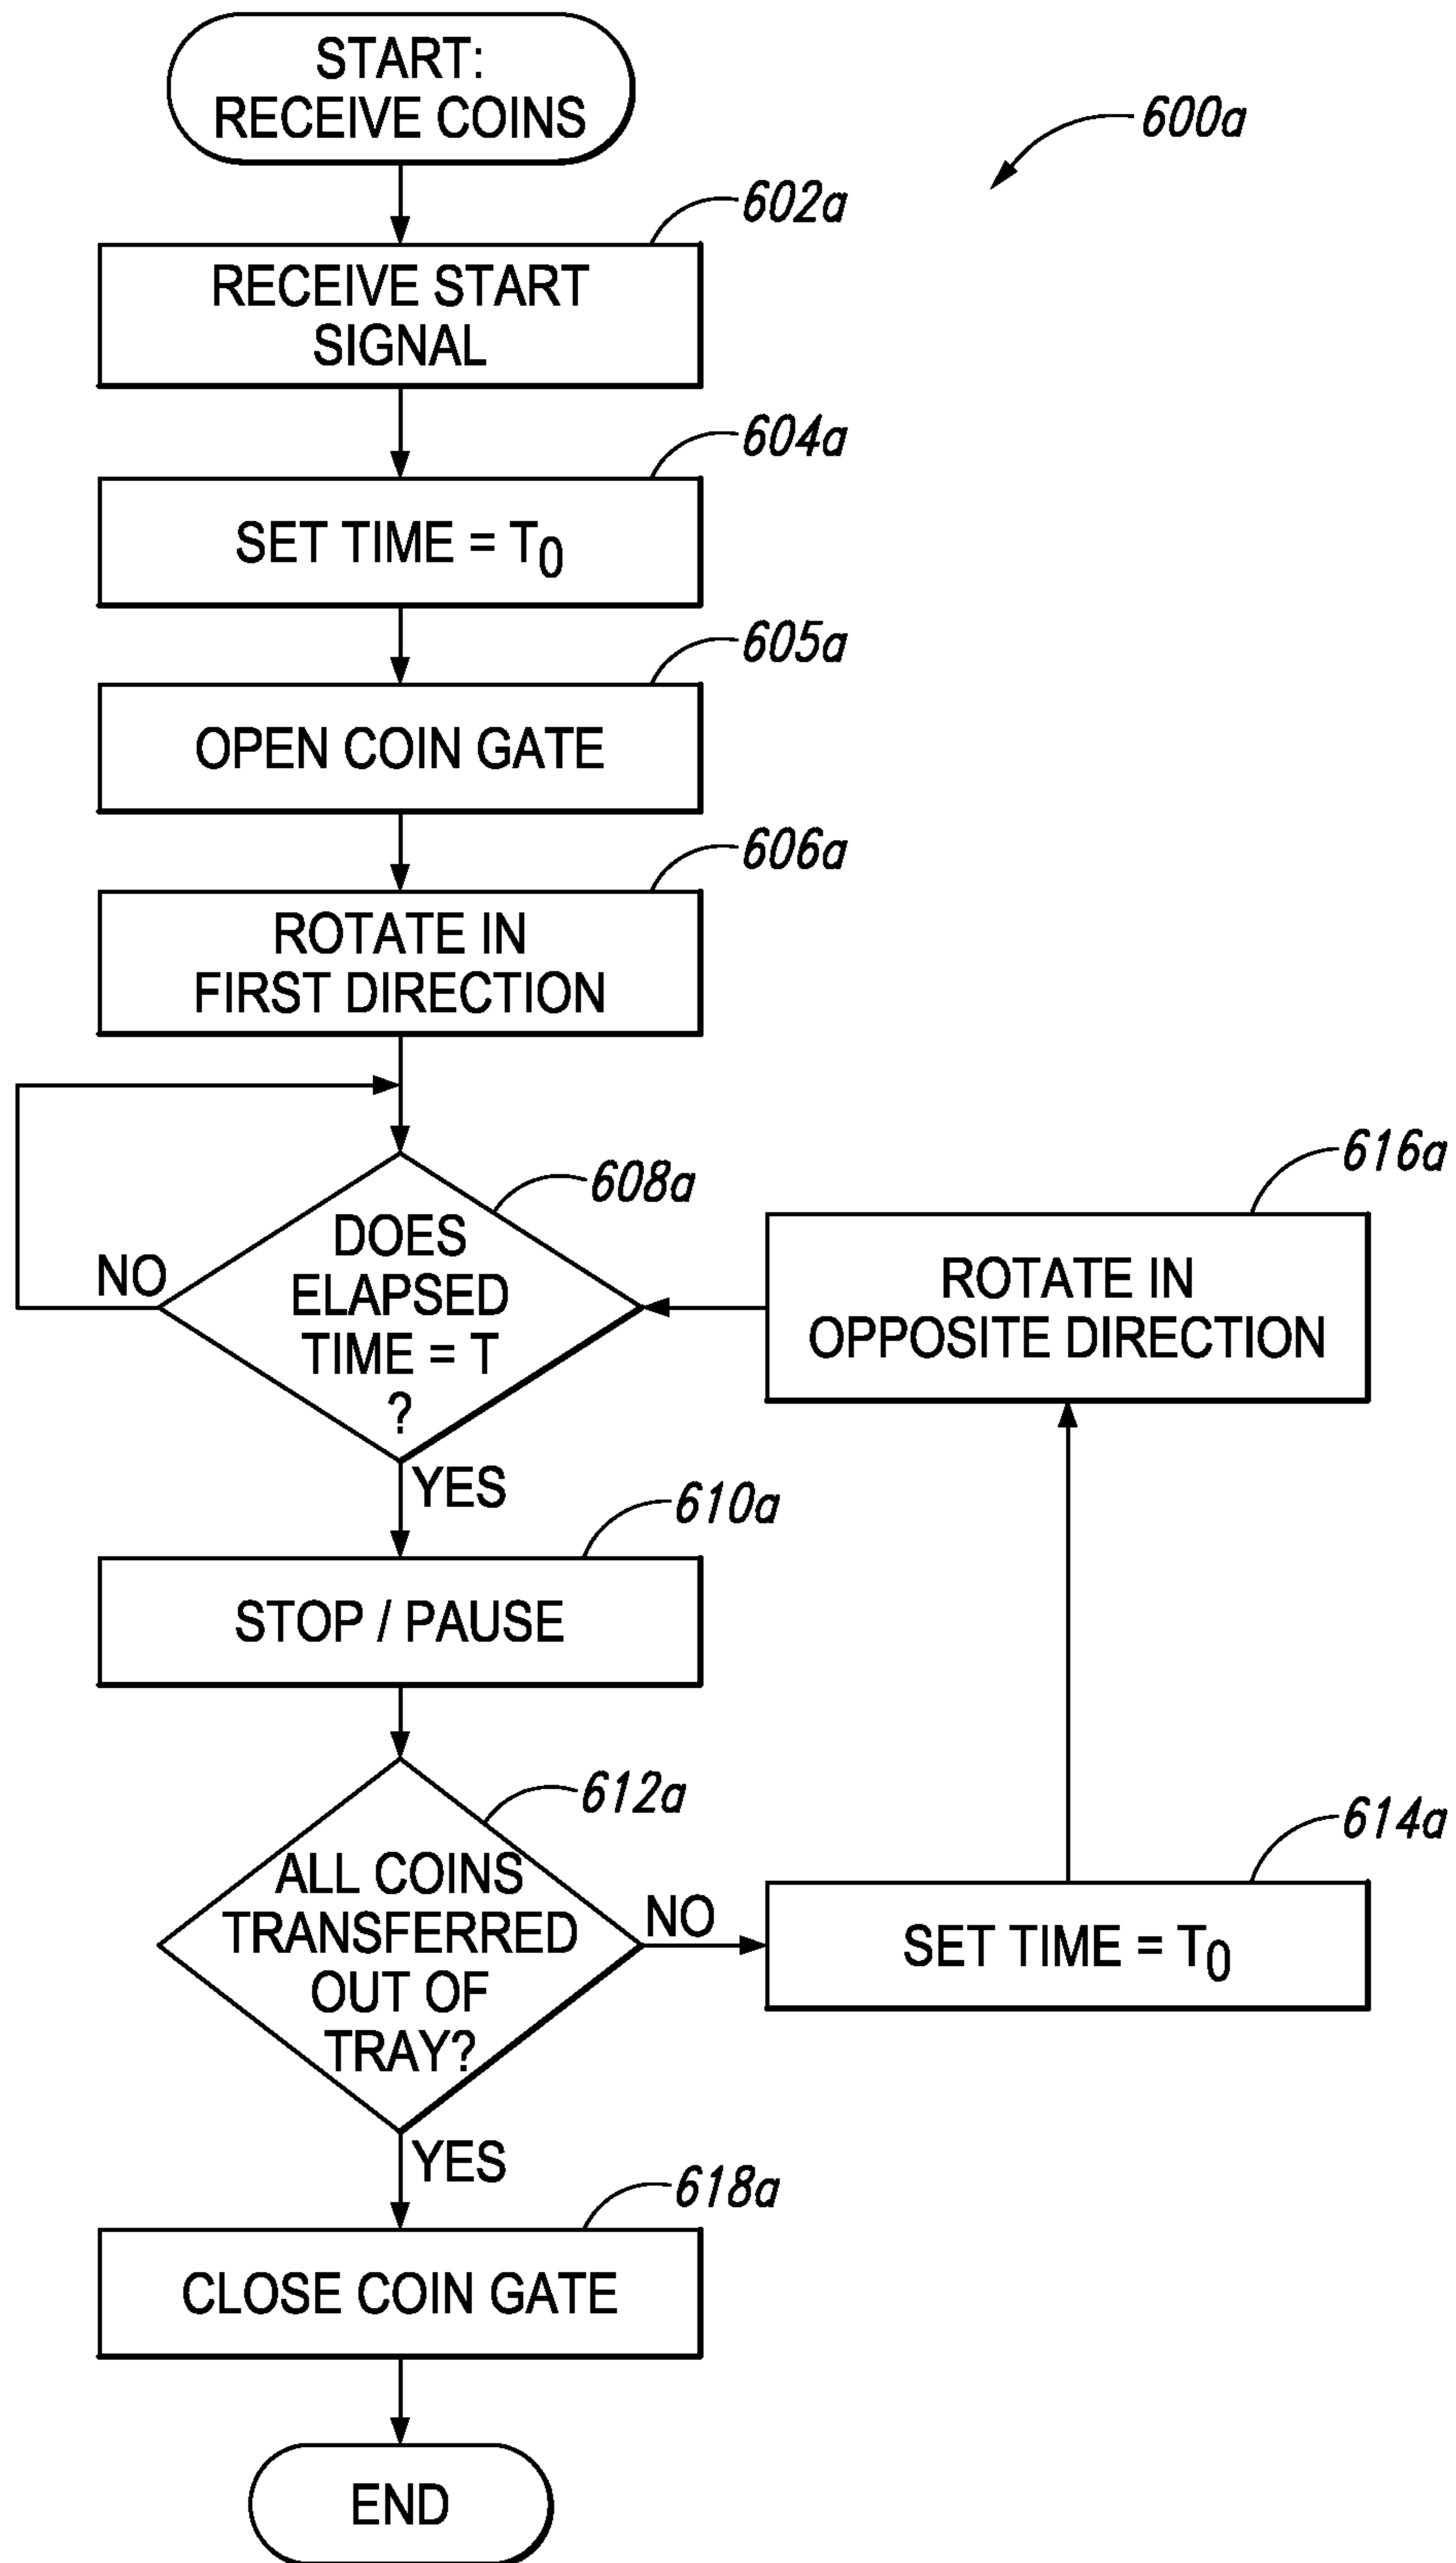 START:
RECEIVE COINS
600a
602a
RECEIVE START
SIGNAL
604a
SET TIME = T0
605a
OPEN COIN GATE
606a
ROTATE IN
FIRST DIRECTION
608a
DOES
ELAPSED
TIME = T
?
NO
YES
616a
ROTATE IN
OPPOSITE DIRECTION
610a
STOP / PAUSE
612a
ALL COINS
TRANSFERRED
OUT OF
TRAY?
NO
YES
614a
SET TIME = T0
618a
CLOSE COIN GATE
END